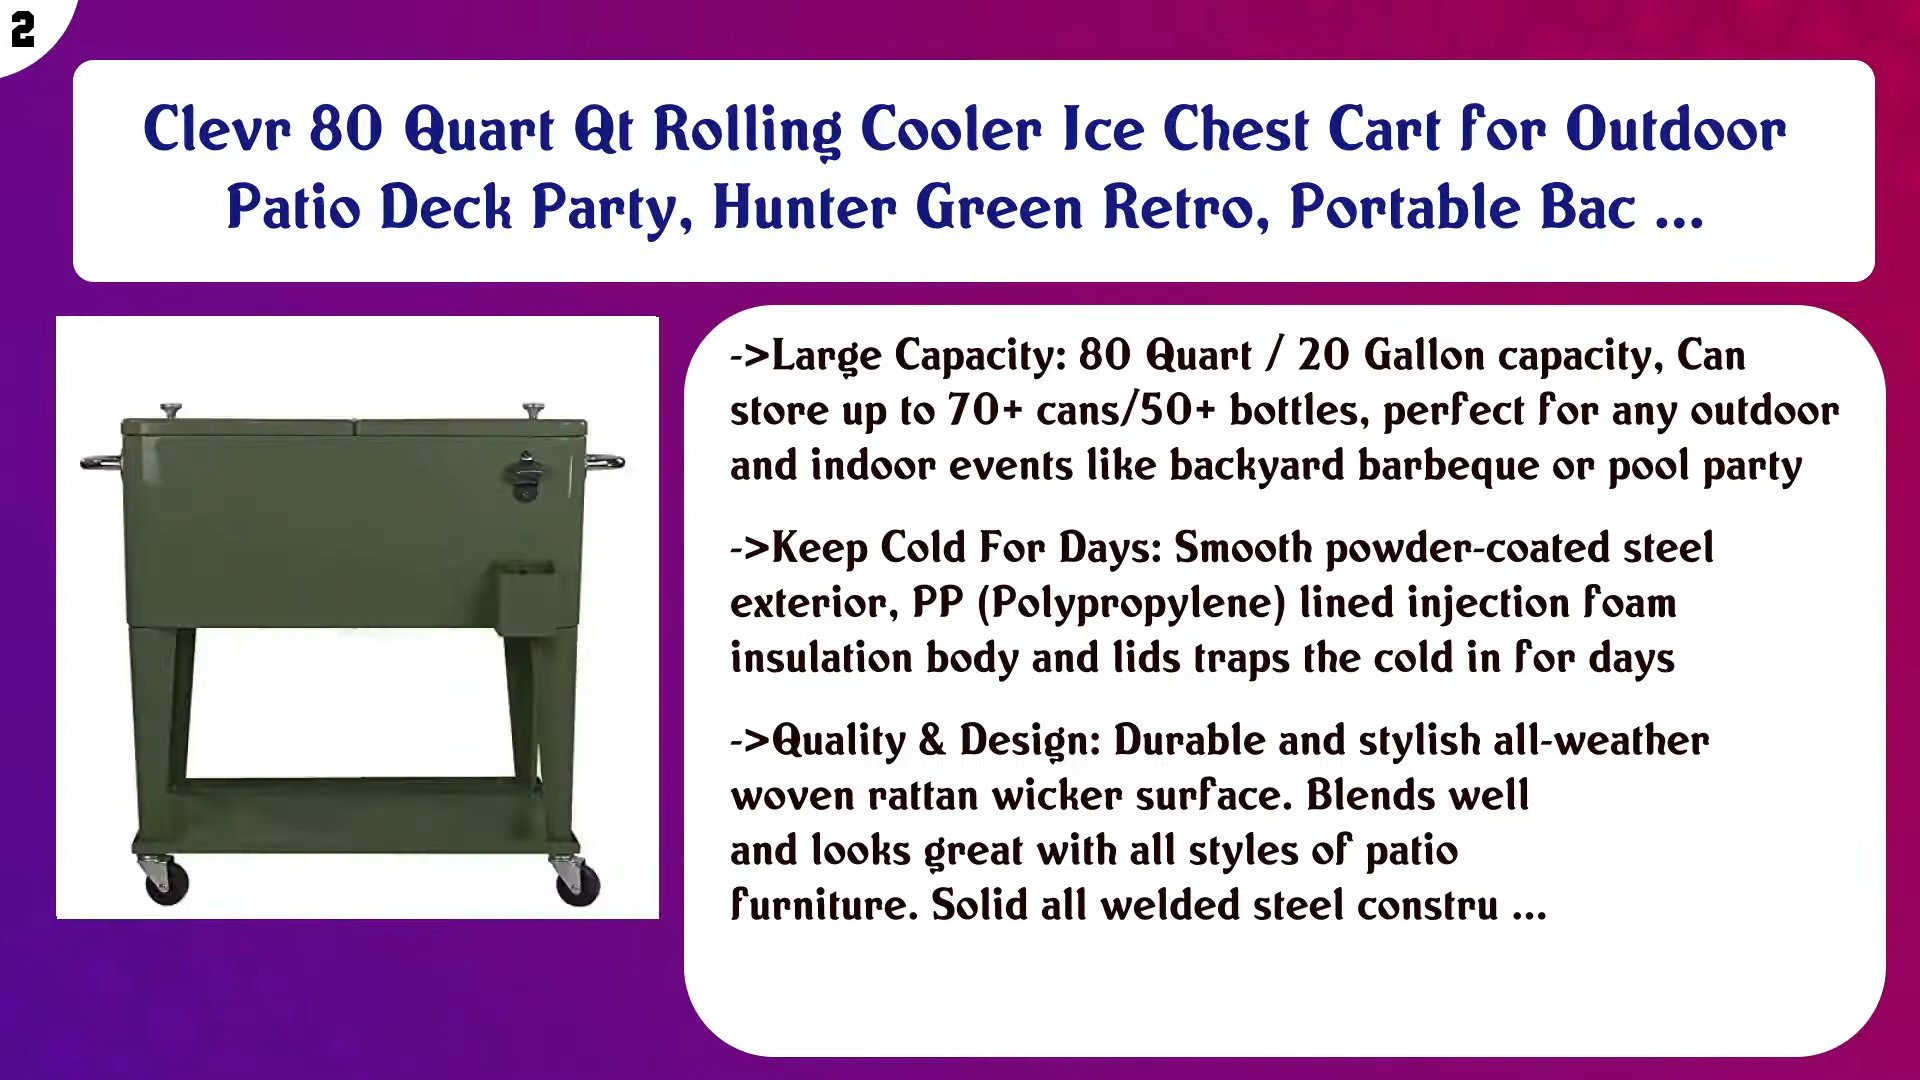 2
Clevr 80 Quart Qt Rolling Cooler Ice Chest Cart for Outdoor
Patio Deck Party, Hunter Green Retro, Portable Bac ...
->Large Capacity: 80 Quart / 20 Gallon capacity, Can
store up to 70+ cans/50+ bottles, perfect for any outdoor
and indoor events like backyard barbeque or pool party
->Keep Cold For Days: Smooth powder-coated steel
exterior, PP (Polypropylene) lined injection foam
insulation body and lids traps the cold in for days
->Quality & Design: Durable and stylish all-weather
woven rattan wicker surface. Blends well
and looks great with all styles of patio
furniture. Solid all welded steel constru ...